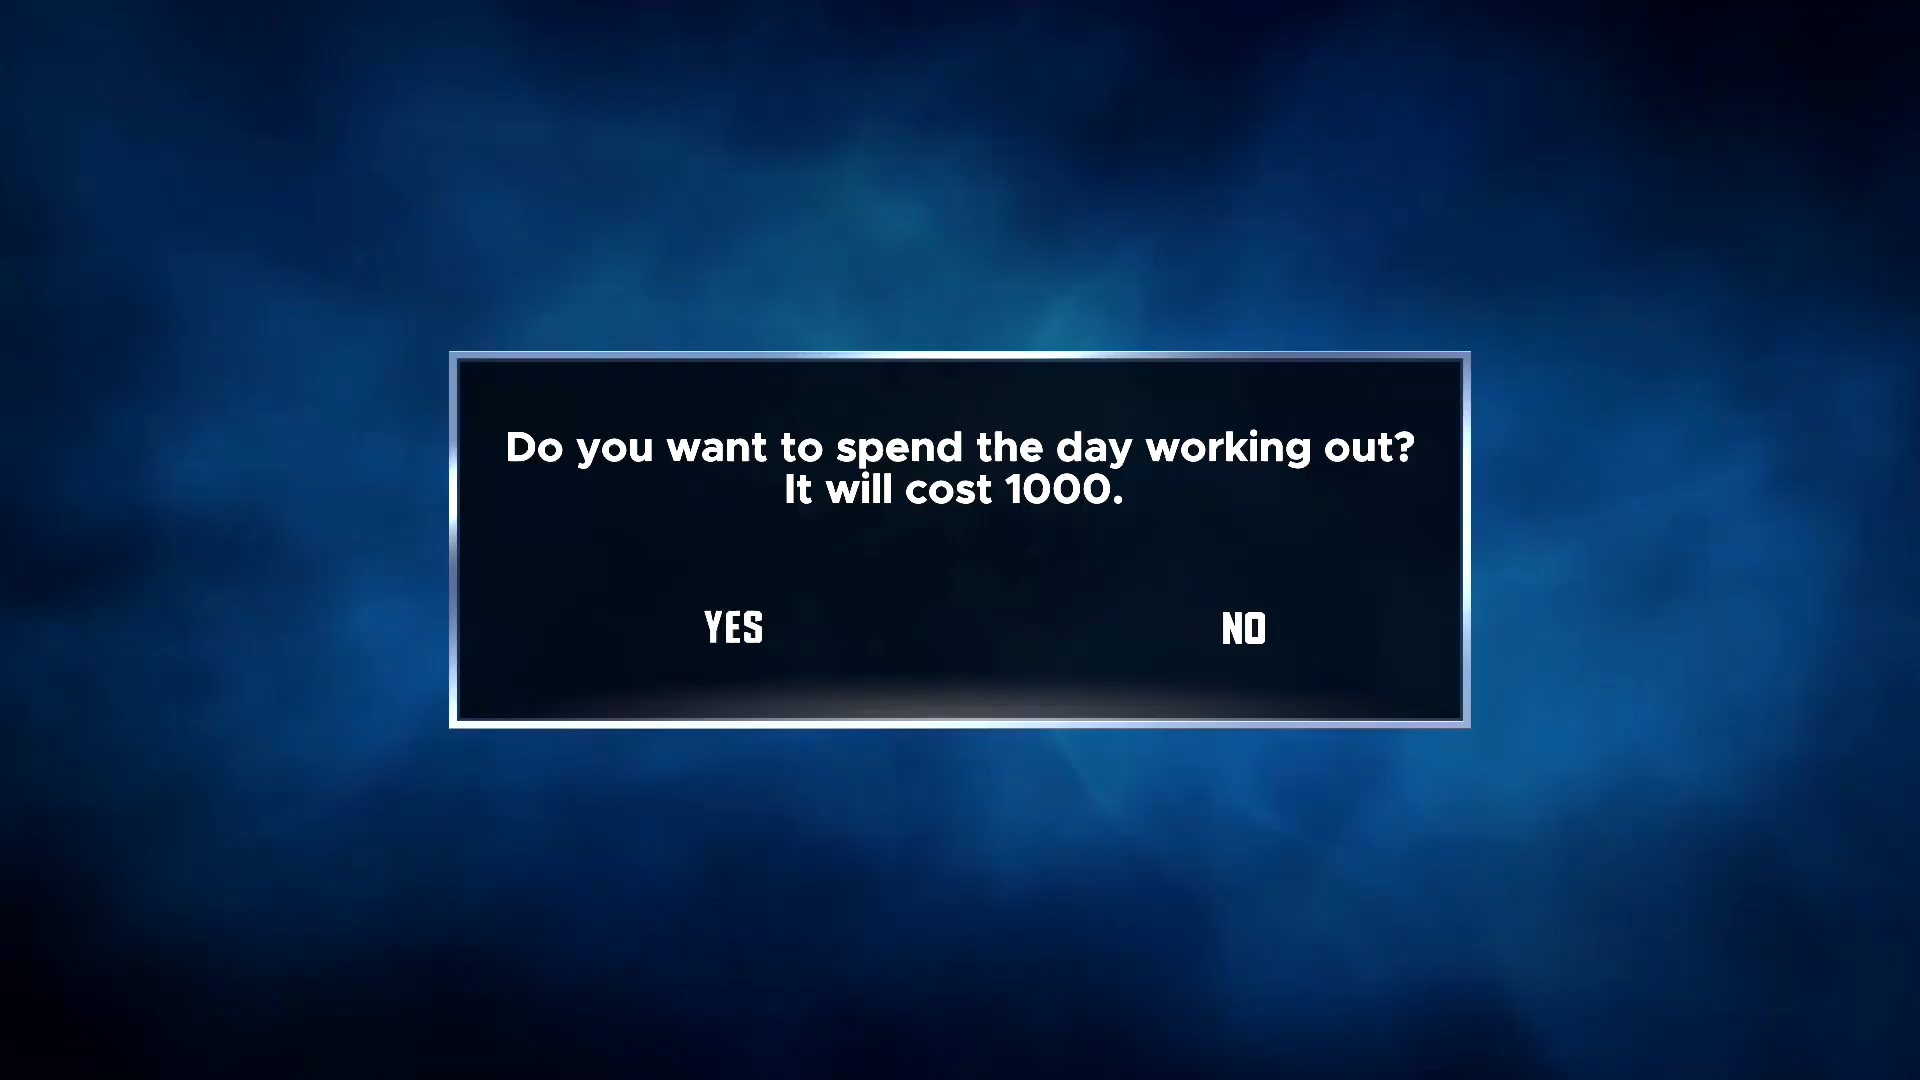 Do you want to spend the day working out?
It will cost 1000.
YES
NO